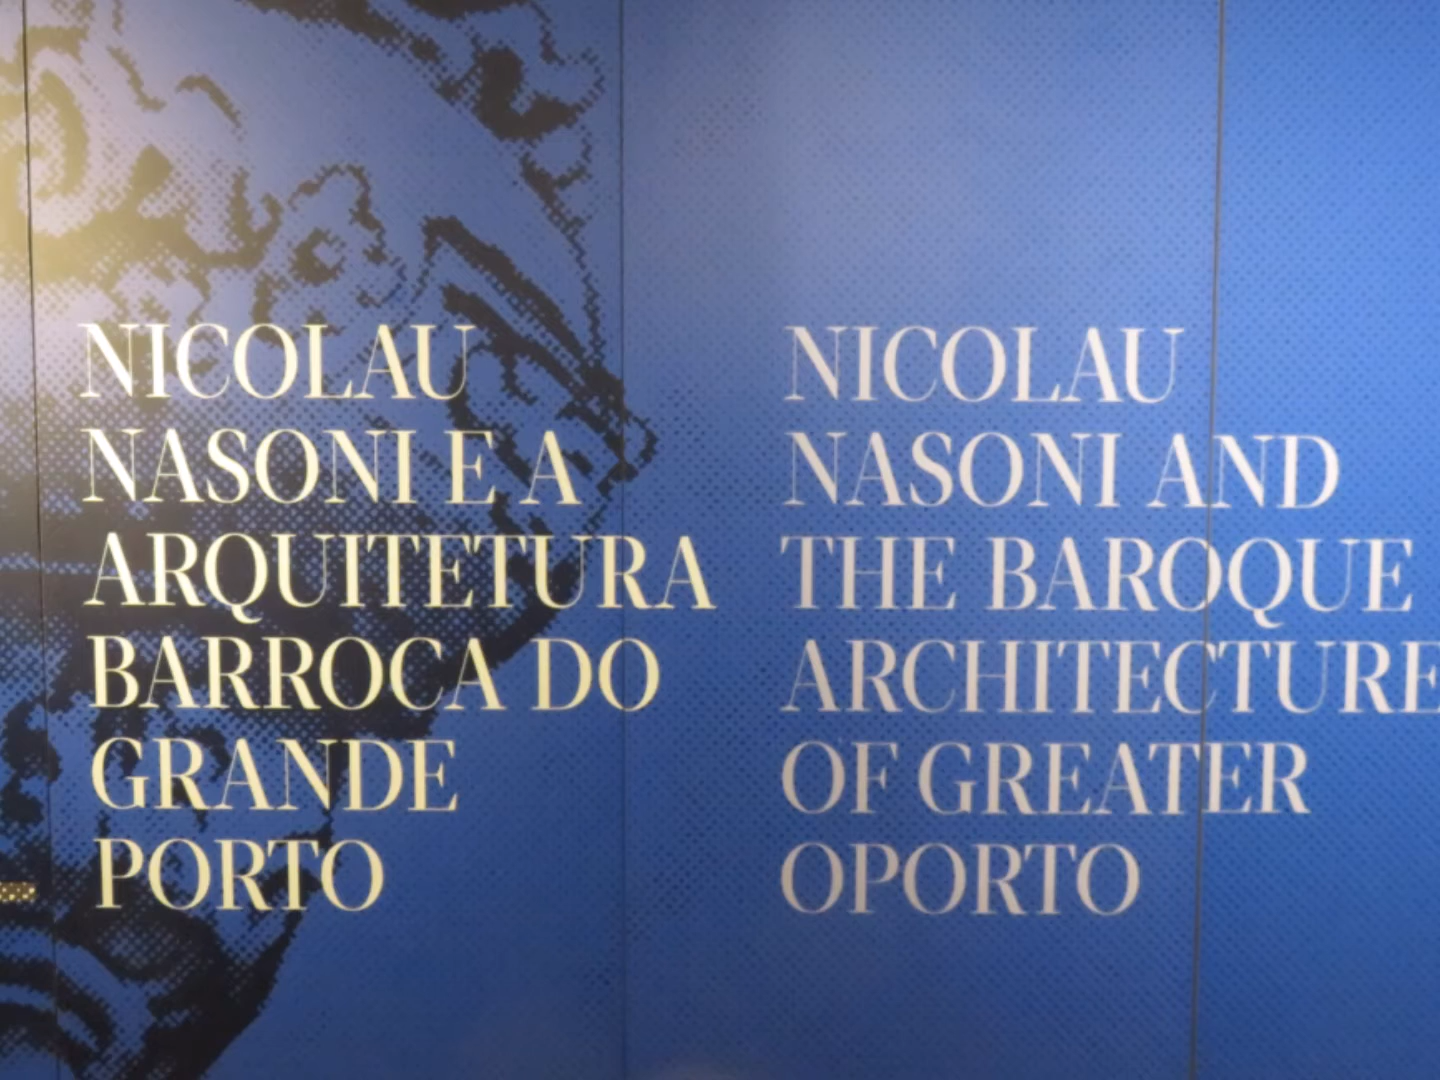 NICOLAU
NASONI E A
ARQUITETURA
BARROCA DO
GRANDE
PORTO
NICOLAU
NASONI AND
THE BAROQUE
ARCHITECTURE
OF GREATER
OPORTO